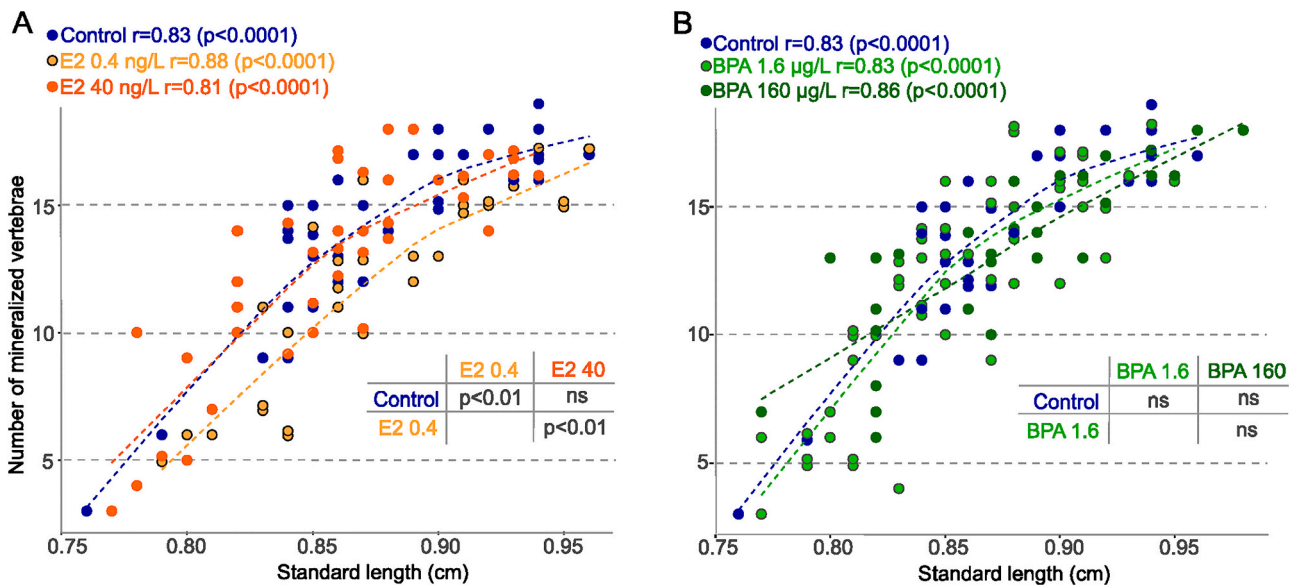 A
Control r=0.83 (p<0.0001)
E2 0.4 ng/L r=0.88 (p<0.0001)
E2 40 ng/L r=0.81 (p<0.0001)
Number of mineralized vertebrae
15
10
5
E2 0.4 E2 40
Control p<0.01 ns
E2 0.4 p<0.01
0.75 0.80 0.85 0.90 0.95
Standard length (cm)
B
Control r=0.83 (p<0.0001)
BPA 1.6 µg/L r=0.83 (p<0.0001)
BPA 160 µg/L r=0.86 (p<0.0001)
15
10
5
BPA 1.6 BPA 160
Control ns ns
BPA 1.6 ns
0.75 0.80 0.85 0.90 0.95
Standard length (cm)